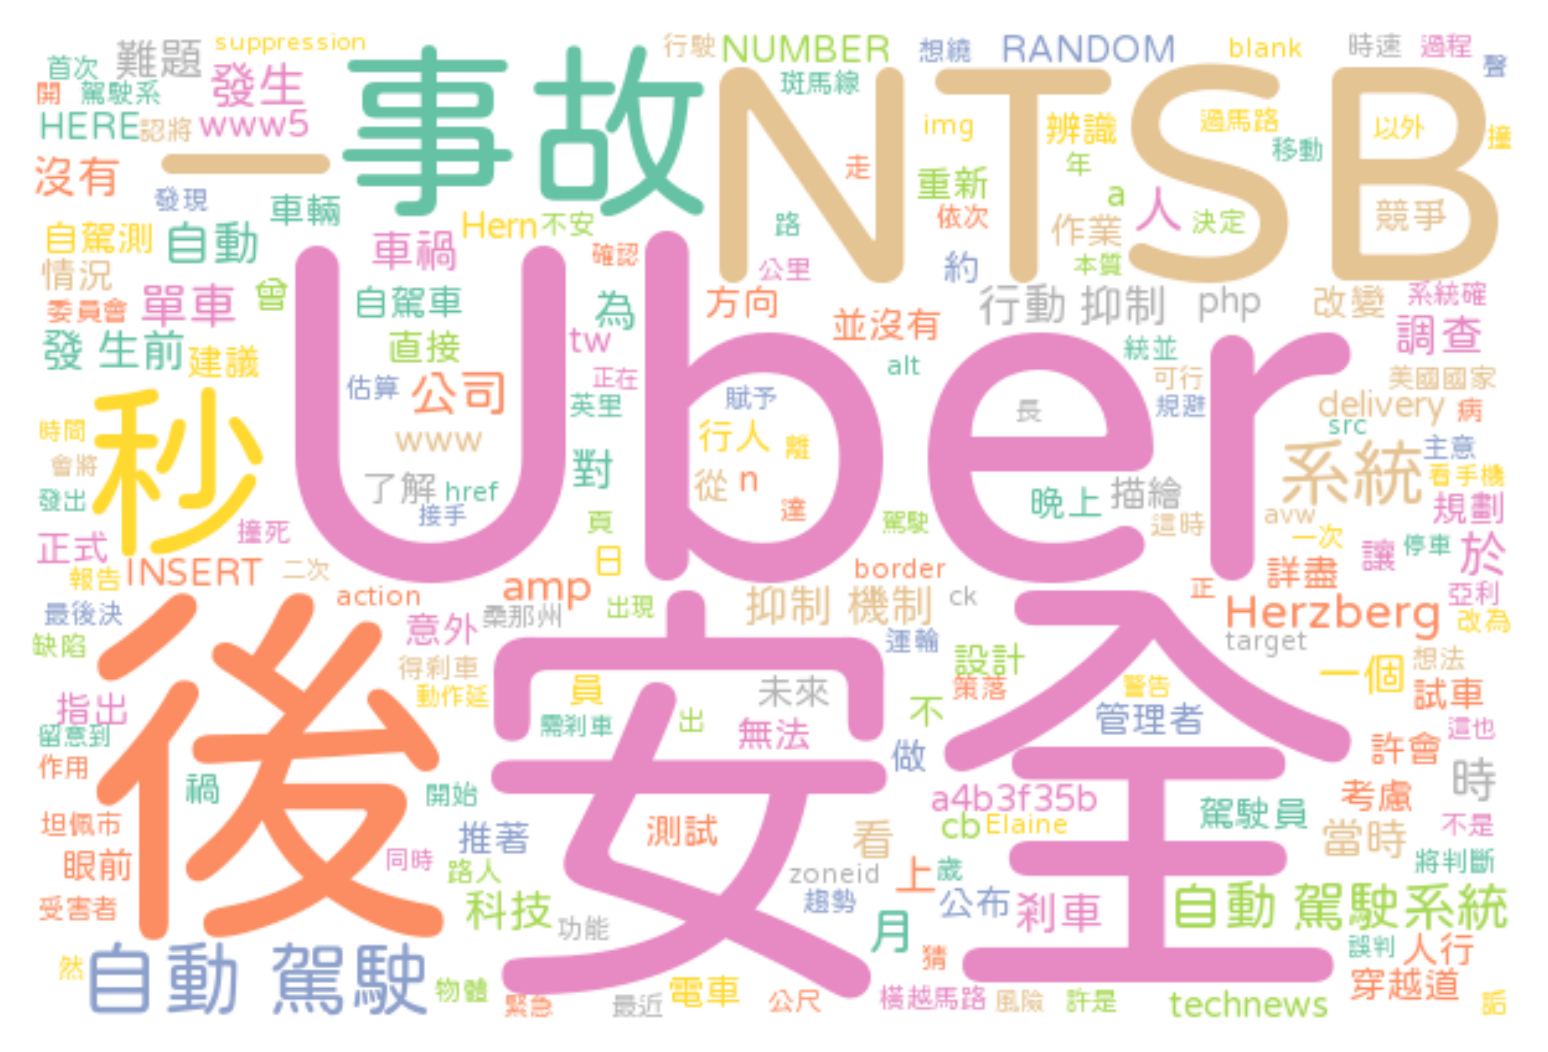 suppression
行駛
NUMBER
想繞
RANDOM
blank
時速
過程
首次
難題
事故
NTSB
聲
開
駕駛系
發生
斑馬線
HERE
認將
www5
img
辨識
過馬路
以外
撞
沒有
一
走
重新
年
移動
發現
車輛
Hern
不安
路
依次
a
人
決定
競爭
自駕測
自動
車禍
確認
作業
情況
公里
約
本質
委員會
單車
曾
自駕車
為
方向
行動 抑制
php
改變
系統確
發 生前
建議
直接
tw
Uber
並沒有
調查
統並
alt
估算
公司
正在
英里
賦予
可行
規避
美國國家
長
delivery
病
src
時間
秒
www
行人
離
主意
會將
對
系統
看手機
發出
了解
href
從
n
晚上
描繪
接手
達
規劃
撞死
頁
駕駛
這時
avw
一次
正式
日
讓
停車
於
報告
INSERT
二次
border
詳盡
action
amp
正
亞利
最後決
桑那州
出現
抑制 機制
ck
Herzberg
改為
缺陷
後
意外
安全
運輸
target
得剎車
設計
想法
動作延
員
未來
策落
警告
一個
試車
指出
需剎車
出
無法
不
管理者
這也
留意到
許會
作用
做
時
禍
開始
a4b3f35b
考慮
坦佩市
推著
測試
看
cb
Elaine
駕駛員
當時
不是
眼前
同時
路人
zoneid
上
歲
將判斷
受害者
科技
功能
趨勢
月
公布
剎車
自動 駕駛系統
誤判
人行
然
自動 駕駛
物體
猜
穿越道
緊急
最近
電車
公尺
橫越馬路
風險
許是
technews
詬